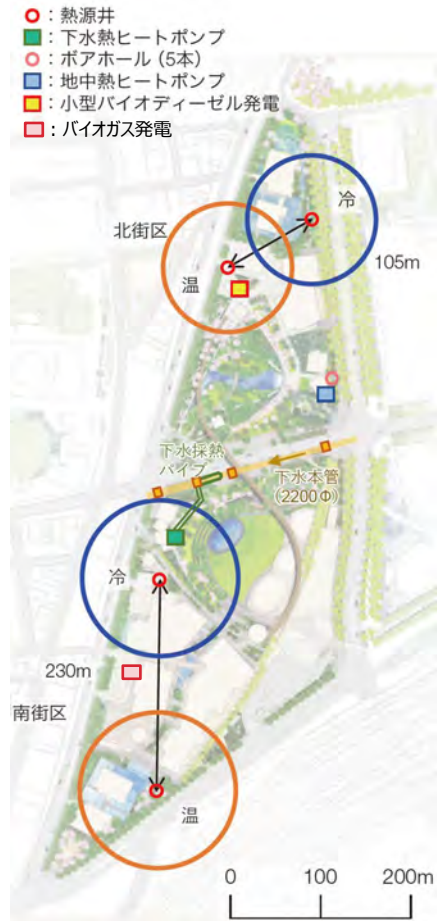 ：熱源井
：下水熱ヒートポンプ
：ボアホール（5本）
：地中熱ヒートポンプ
：小型バイオディーゼル発電
：バイオガス発電
冷
北街区
105m
温
下水採熱
パイプ
下水本管
（2200Φ）
冷
230m
南街区
温
0 100 200m